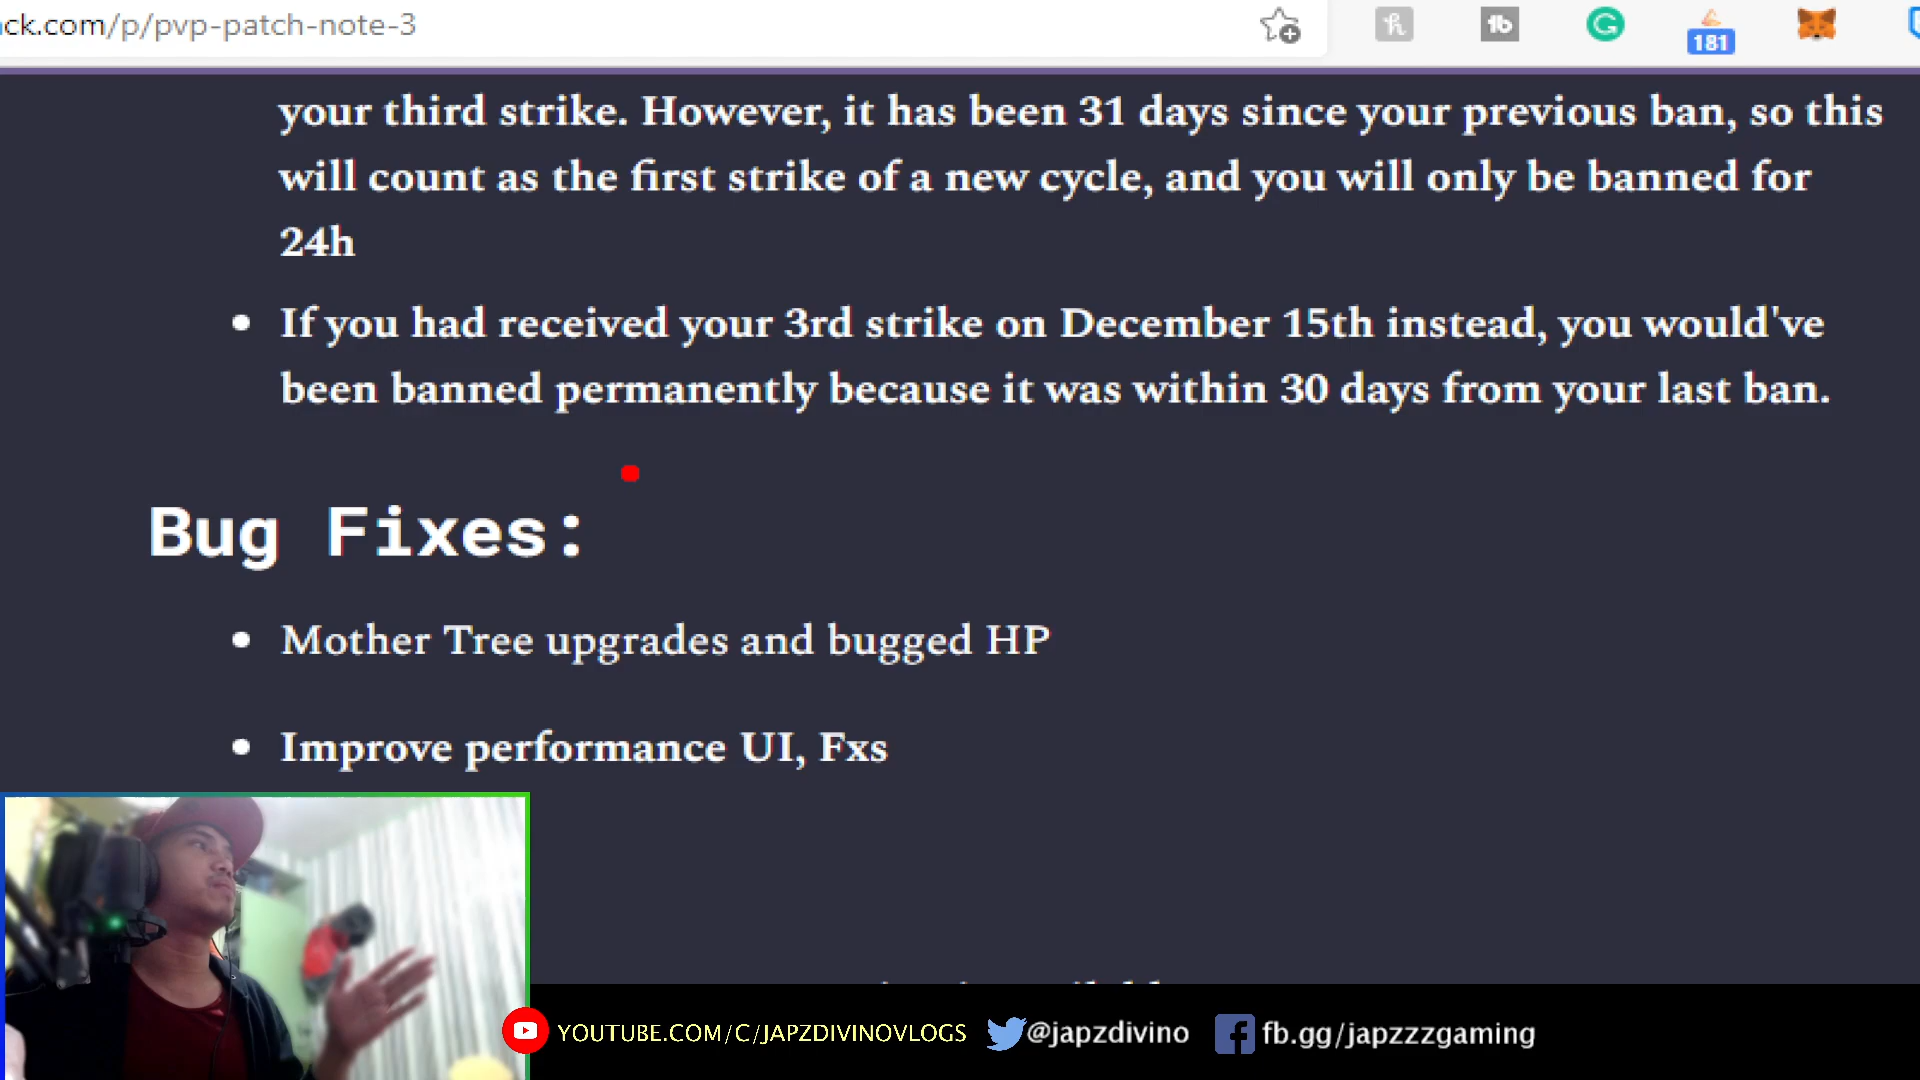 ck.com/p/pvp-patch-note-3
181
your third strike. However, it has been 31 days since your previous ban, so this
will count as the first strike of a new cycle, and you will only be banned for
24h
If you had received your 3rd strike on December 15th instead, you would've
been banned permanently because it was within 30 days from your last ban.
Bug Fixes:
Mother Tree upgrades and bugged HP
Improve performance UI, Fxs
YOUTUBE.COM/C/JAPZDIVINOVLOGS
@japzdivino
fb.gg/japzzzgaming